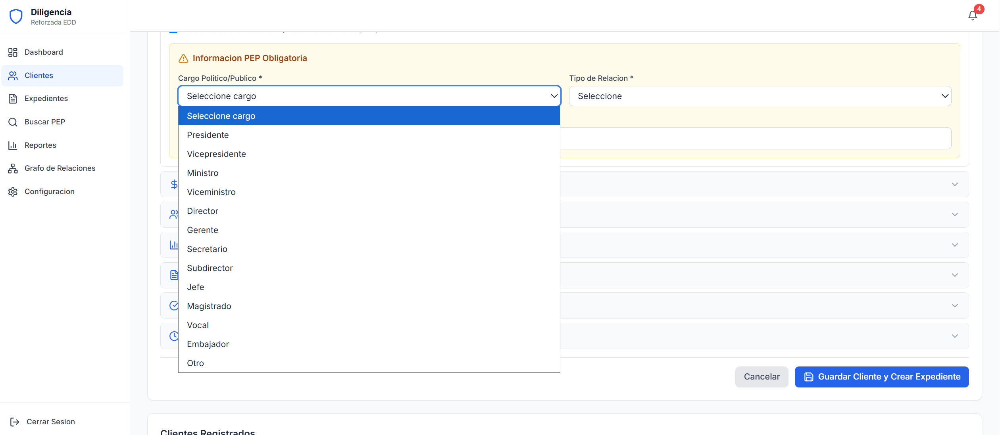 Diligencia
Reforzada EDD
4
Dashboard
Clientes
Expedientes
Buscar PEP
Reportes
Grafo de Relaciones
Configuracion
Cerrar Sesion
Informacion PEP Obligatoria
Cargo Politico/Publico *
Tipo de Relacion *
Seleccione cargo
Seleccione
Seleccione cargo
Presidente
Vicepresidente
Ministro
Viceministro
Director
Gerente
Secretario
Subdirector
Jefe
Magistrado
Vocal
Embajador
Otro
Cancelar
Guardar Cliente y Crear Expediente
Clientes Registrados